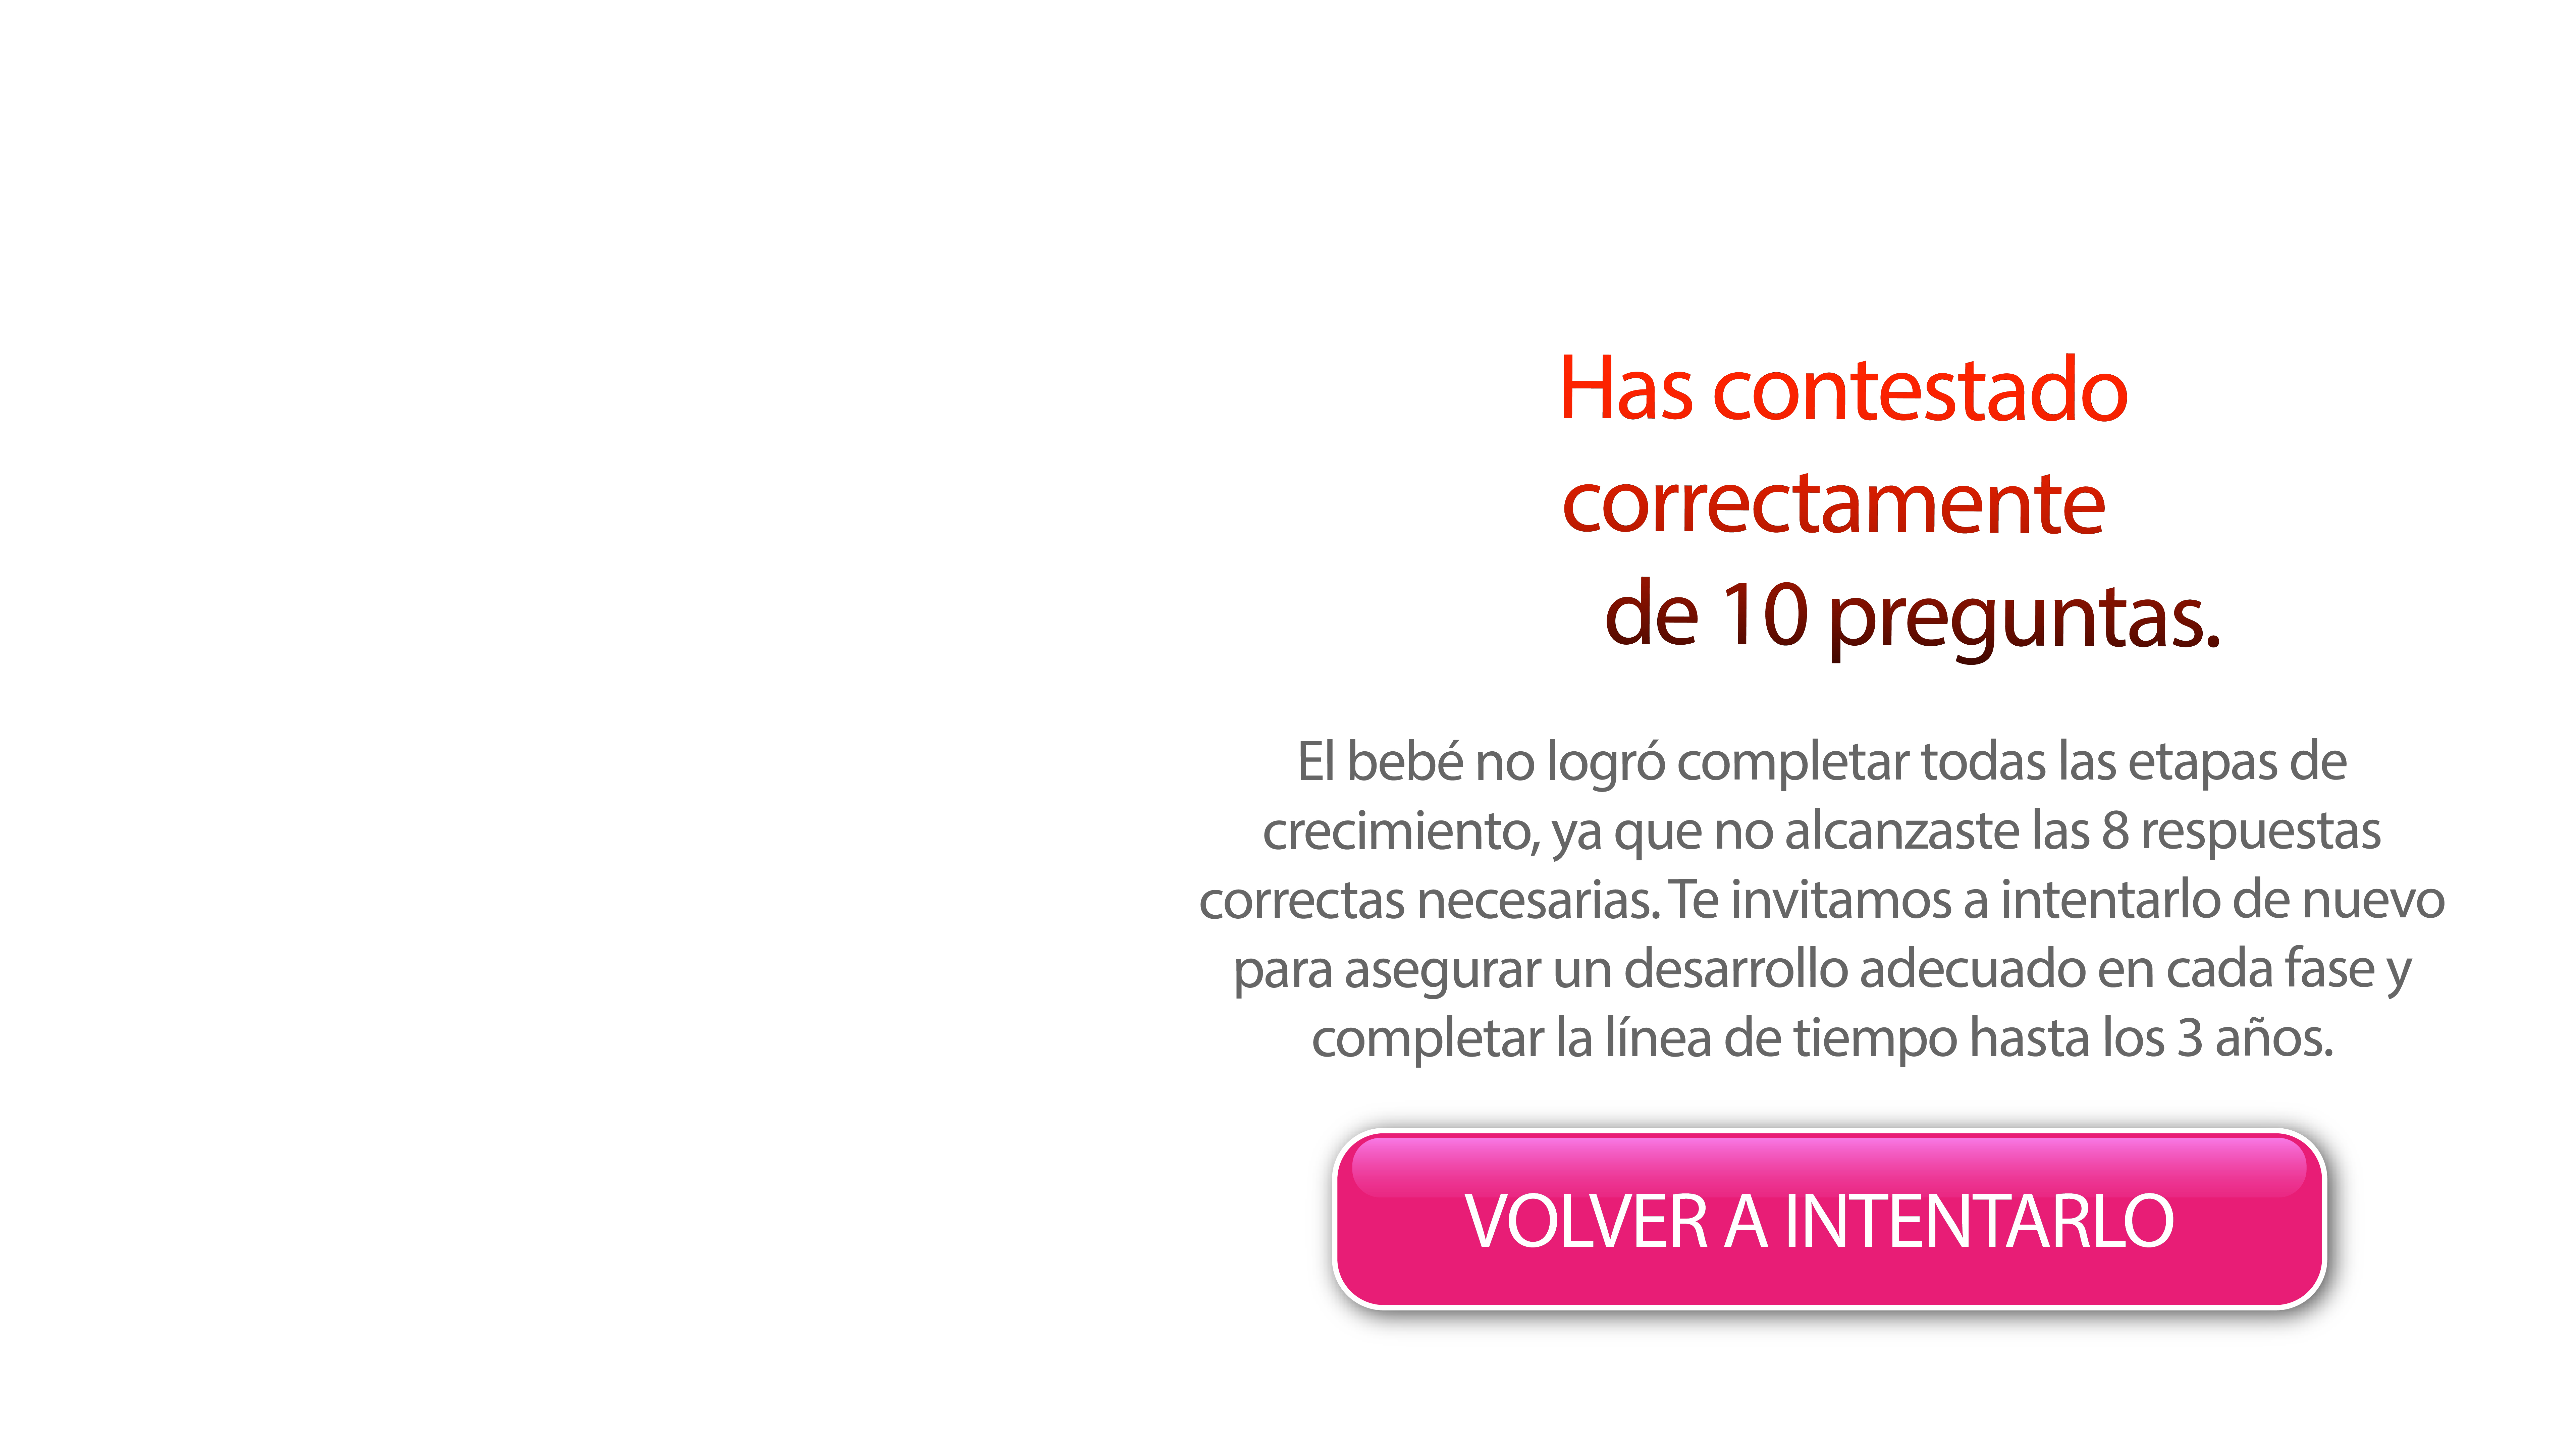 Has contestado
correctamente
de 10 preguntas.
El bebé no logró completar todas las etapas de
crecimiento, ya que no alcanzaste las 8 respuestas
correctas necesarias. Te invitamos a intentarlo de nuevo
para asegurar un desarrollo adecuado en cada fase y
completar la línea de tiempo hasta los 3 años.
VOLVER A INTENTARLO